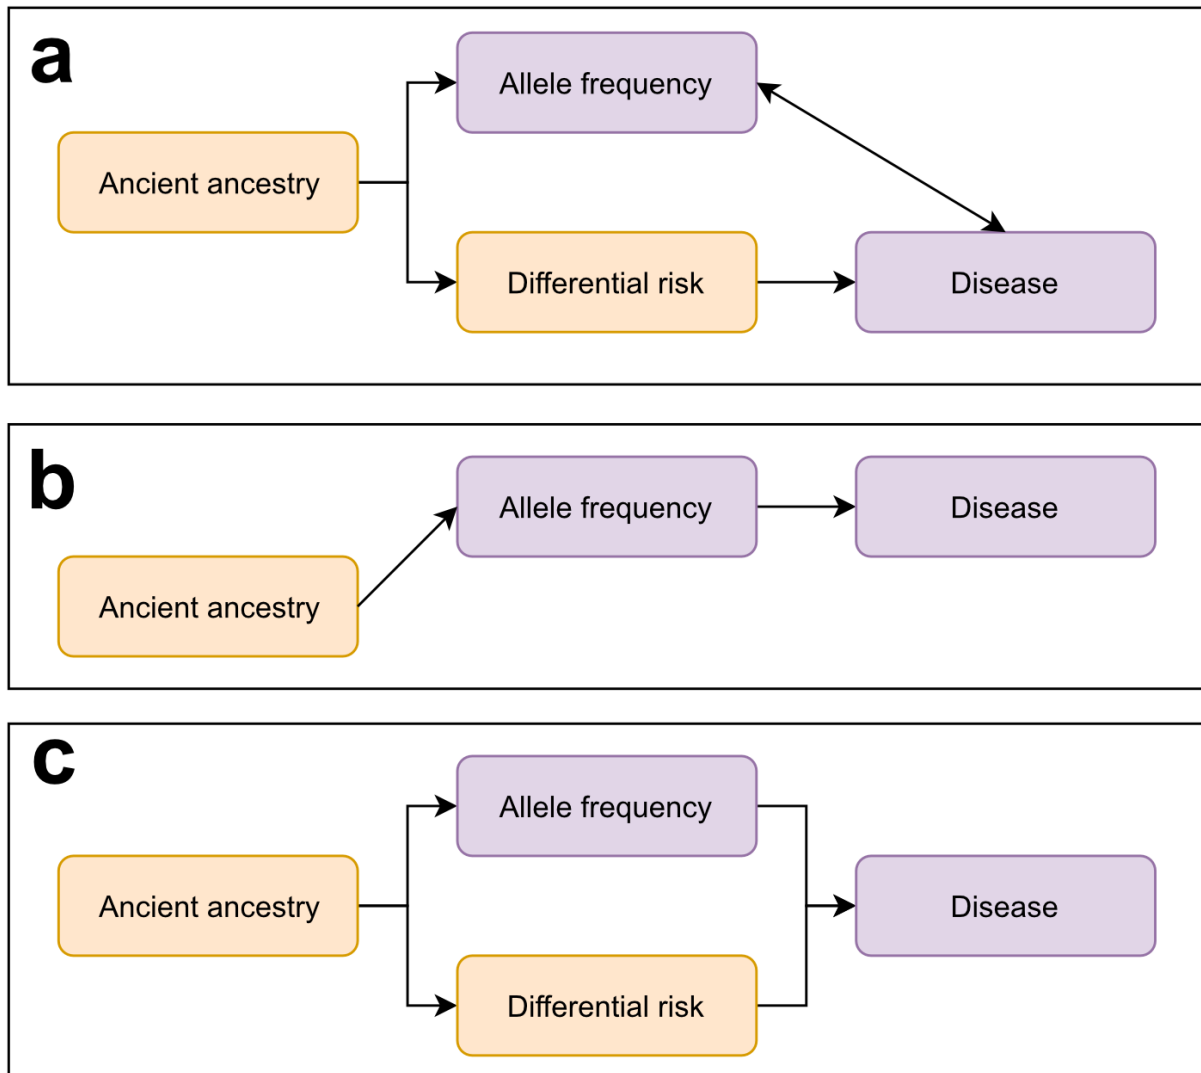 a
Allele frequency
Ancient ancestry
Differential risk
Disease
b
Allele frequency
Disease
Ancient ancestry
c
Allele frequency
Ancient ancestry
Disease
Differential risk